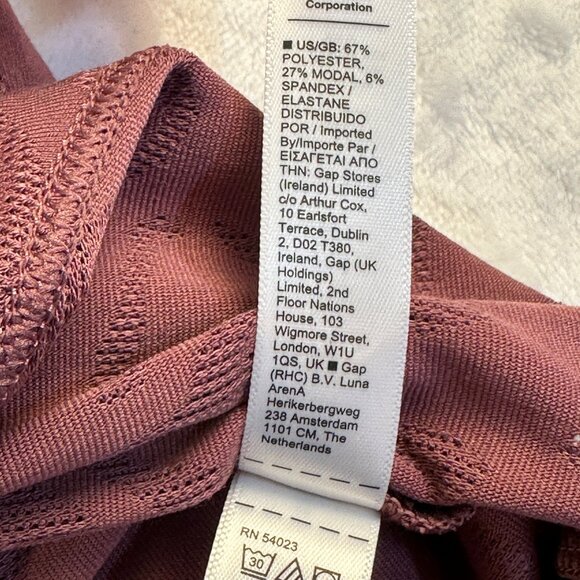 Corporation
■ US/GB: 67%
POLYESTER,
27% MODAL, 6%
SPANDEX /
ELASTANE
DISTRIBUIDO
POR / Imported
By/Importe Par /
ΕΙΣΑΓΕΤΑΙ ΑΠΟ
ΤΗΝ: Gap Stores
(Ireland) Limited
c/o Arthur Cox,
10 Earlsfort
Terrace, Dublin
2, D02 T380,
Ireland, Gap (UK
Holdings)
Limited, 2nd
Floor Nations
House, 103
Wigmore Street,
London, W1U
1QS, UK ■ Gap
(RHC) B.V. Luna
ArenA
Herikerbergweg
238 Amsterdam
1101 CM, The
Netherlands
RN 54023
30